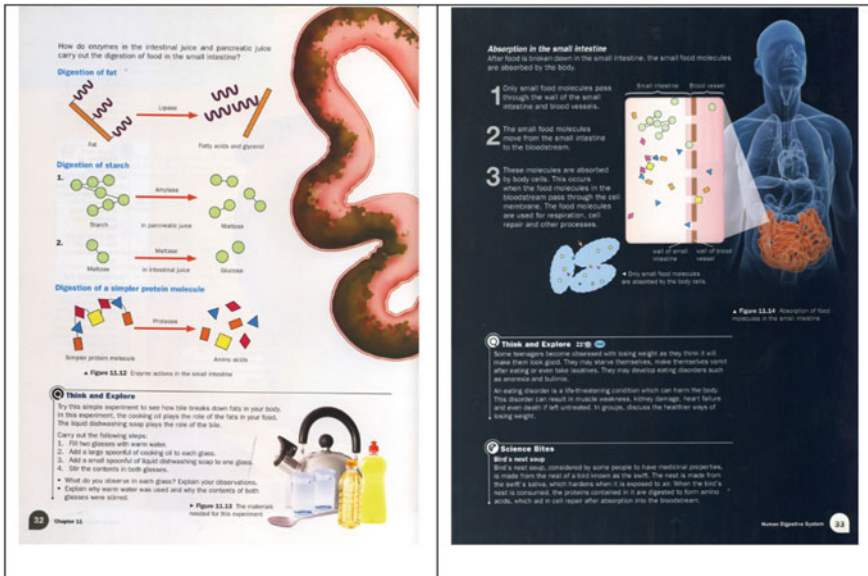 How do enzymes in the intestinal juice and pancreatic juice
carry out the digestion of food in the small intestine?
Digestion of fat
Lipase
Fat
Fatty acids and glycerol
Digestion of starch
1.
Amylase
Starch
in pancreatic juice
Maltose
2.
Maltase
Maltose
in intestinal juice
Glucose
Digestion of a simpler protein molecule
Protease
Simpler protein molecule
Amino acids
▲ Figure 11.12 Enzyme actions in the small intestine
Think and Explore
Try this simple experiment to see how bile breaks down fats in your body.
In this experiment, the cooking oil plays the role of the fats in your food.
The liquid dishwashing soap plays the role of the bile.
Carry out the following steps:
1. Fill two glasses with warm water.
2. Add a large spoonful of cooking oil to each glass.
3. Add a small spoonful of liquid dishwashing soap to one glass.
4. Stir the contents in both glasses.
• What do you observe in each glass? Explain your observations.
• Explain why warm water was used and why the contents of both
glasses were stirred.
▶ Figure 11.13 The materials
needed for this experiment
32 Chapter 11
Absorption in the small intestine
After food is broken down in the small intestine, the small food molecules
are absorbed by the body.
1 Only small food molecules pass
through the wall of the small
intestine and blood vessels.
2 The small food molecules
move from the small intestine
to the bloodstream.
3 These molecules are absorbed
by body cells. This occurs
when the food molecules in the
bloodstream pass through the cell
membrane. The food molecules
are used for respiration, cell
repair and other processes.
Small intestine
Blood vessel
wall of small
intestine
wall of blood
vessel
◀ Only small food molecules
are absorbed by the body cells.
▲ Figure 11.14 Absorption of food
molecules in the small intestine
Think and Explore
Some teenagers become obsessed with losing weight as they think it will
make them look good. They may starve themselves, make themselves vomit
after eating or even take laxatives. They may develop eating disorders such
as anorexia and bulimia.
An eating disorder is a life-threatening condition which can harm the body.
This disorder can result in muscle weakness, kidney damage, heart failure
and even death if left untreated. In groups, discuss the healthier ways of
losing weight.
Science Bites
Bird's nest soup
Bird's nest soup, considered by some people to have medicinal properties,
is made from the nest of a bird known as the swift. The nest is made from
the swift's saliva, which hardens when it is exposed to air. When the bird's
nest is consumed, the proteins contained in it are digested to form amino
acids, which aid in cell repair after absorption into the bloodstream.
Human Digestive System 33